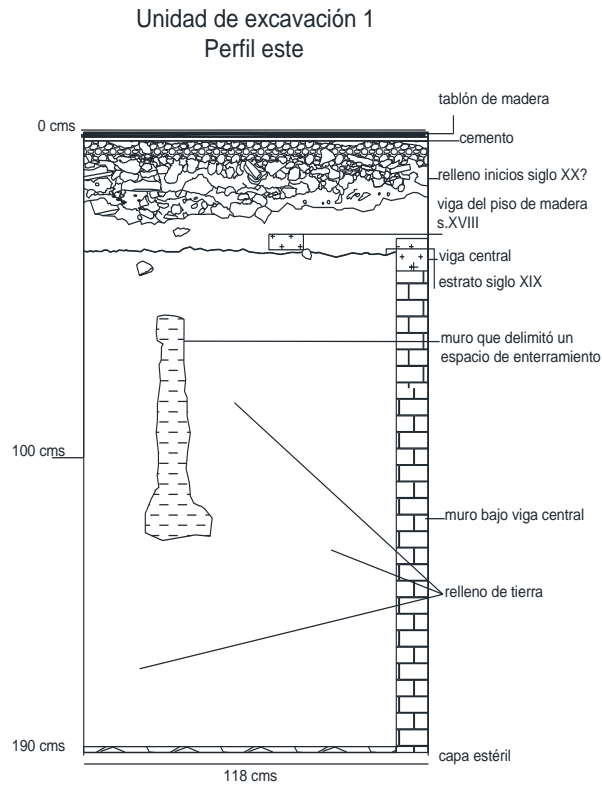 Unidad de excavación 1
Perfil este
tablón de madera
0 cms
cemento
relleno inicios siglo XX?
viga del piso de madera
s.XVIII
viga central
estrato siglo XIX
muro que delimitó un
espacio de enterramiento
100 cms
muro bajo viga central
relleno de tierra
190 cms
capa estéril
118 cms